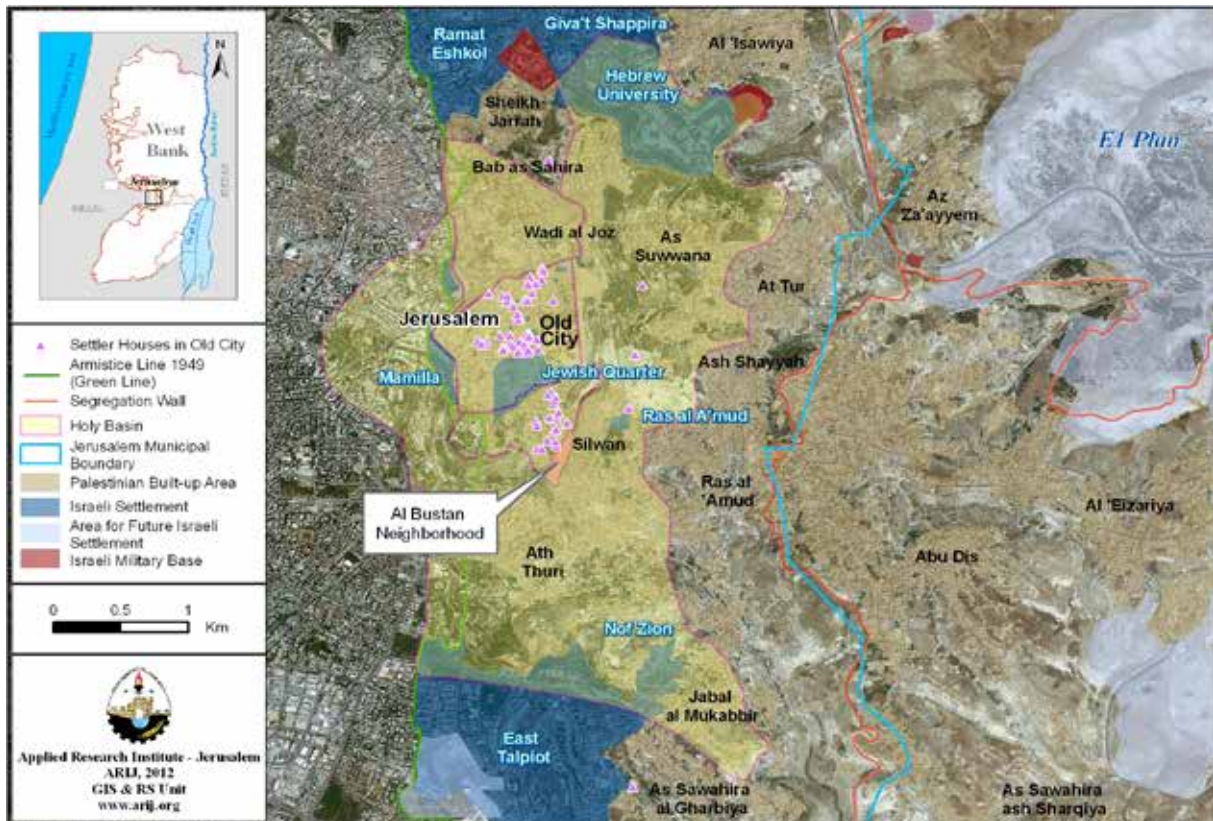 N
West
Bank
Jerusalem
Settler Houses in Old City
Armistice Line 1949
(Green Line)
Segregation Wall
Holy Basin
Jerusalem Municipal
Boundary
Palestinian Built-up Area
Israeli Settlement
Area for Future Israeli
Settlement
Israeli Military Base
0 0.5 1
Km
Applied Research Institute - Jerusalem
ARIJ, 2012
GIS & RS Unit
www.arij.org
Giva't Shappira
Ramat
Eshkol
Al 'Isawiya
Hebrew
University
Sheikh
Jarrah
E1 Plan
Bab as Sahira
Az
Za'ayyem
Wadi al Joz
As
Suwwana
At Tur
Jerusalem
Old
City
Ash Shayyah
Mamilla
Jewish Quarter
Ras al A'mud
Silwan
Ras al
'Amud
Al 'Eizariya
Al Bustan
Neighborhood
Abu Dis
Ath
Thuri
Nof Zion
Jabal
al Mukabbir
East
Talpiot
As Sawahira
al Gharbiya
As Sawahira
ash Sharqiya